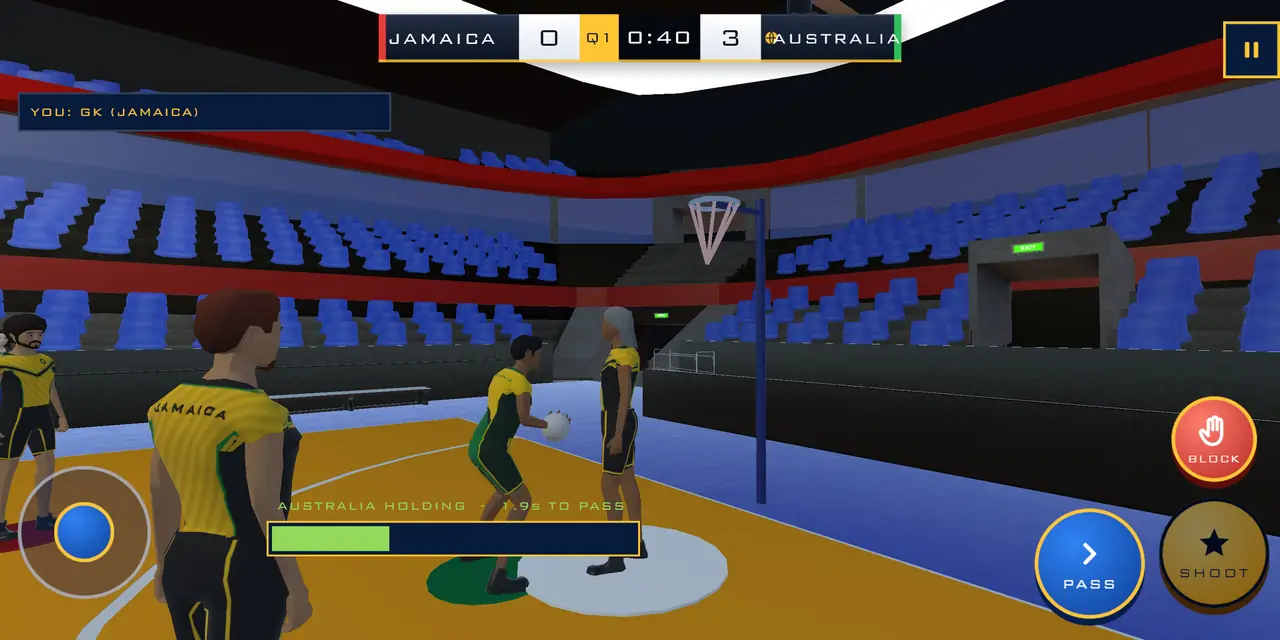 JAMAICA 0 Q1 0:40 3 AUSTRALIA
YOU: GK (JAMAICA)
EXIT
JAMAICA
BLOCK
AUSTRALIA HOLDING - 1.9s TO PASS
SHOOT
PASS